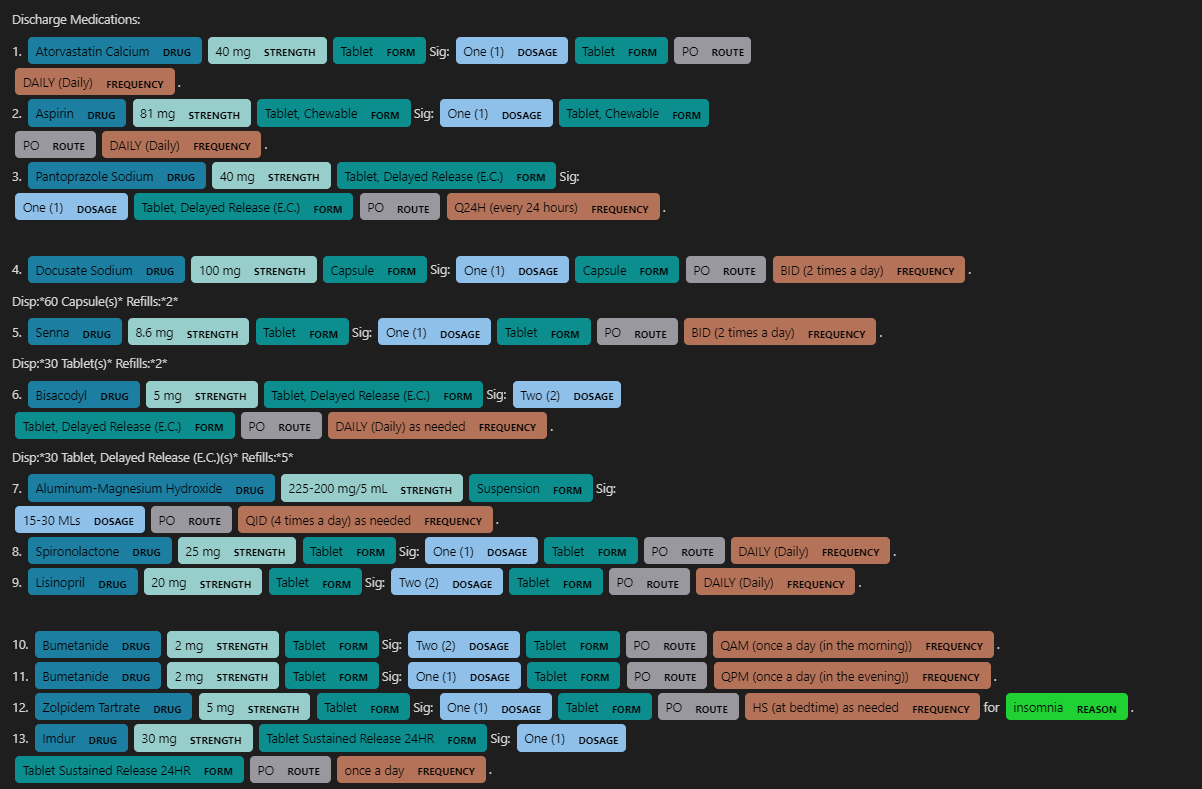 Discharge Medications:
1. Atorvastatin Calcium DRUG 40 mg STRENGTH Tablet FORM Sig: One (1) DOSAGE Tablet FORM PO ROUTE
DAILY (Daily) FREQUENCY .
2. Aspirin DRUG 81 mg STRENGTH Tablet, Chewable FORM Sig: One (1) DOSAGE Tablet, Chewable FORM
PO ROUTE DAILY (Daily) FREQUENCY .
3. Pantoprazole Sodium DRUG 40 mg STRENGTH Tablet, Delayed Release (E.C.) FORM Sig:
One (1) DOSAGE Tablet, Delayed Release (E.C.) FORM PO ROUTE Q24H (every 24 hours) FREQUENCY .
4. Docusate Sodium DRUG 100 mg STRENGTH Capsule FORM Sig: One (1) DOSAGE Capsule FORM PO ROUTE BID (2 times a day) FREQUENCY .
Disp:*60 Capsule(s)* Refills:*2*
5. Senna DRUG 8.6 mg STRENGTH Tablet FORM Sig: One (1) DOSAGE Tablet FORM PO ROUTE BID (2 times a day) FREQUENCY .
Disp:*30 Tablet(s)* Refills:*2*
6. Bisacodyl DRUG 5 mg STRENGTH Tablet, Delayed Release (E.C.) FORM Sig: Two (2) DOSAGE
Tablet, Delayed Release (E.C.) FORM PO ROUTE DAILY (Daily) as needed FREQUENCY .
Disp:*30 Tablet, Delayed Release (E.C.)(s)* Refills:*5*
7. Aluminum-Magnesium Hydroxide DRUG 225-200 mg/5 mL STRENGTH Suspension FORM Sig:
15-30 MLs DOSAGE PO ROUTE QID (4 times a day) as needed FREQUENCY .
8. Spironolactone DRUG 25 mg STRENGTH Tablet FORM Sig: One (1) DOSAGE Tablet FORM PO ROUTE DAILY (Daily) FREQUENCY .
9. Lisinopril DRUG 20 mg STRENGTH Tablet FORM Sig: Two (2) DOSAGE Tablet FORM PO ROUTE DAILY (Daily) FREQUENCY .
10. Bumetanide DRUG 2 mg STRENGTH Tablet FORM Sig: Two (2) DOSAGE Tablet FORM PO ROUTE QAM (once a day (in the morning)) FREQUENCY .
11. Bumetanide DRUG 2 mg STRENGTH Tablet FORM Sig: One (1) DOSAGE Tablet FORM PO ROUTE QPM (once a day (in the evening)) FREQUENCY .
12. Zolpidem Tartrate DRUG 5 mg STRENGTH Tablet FORM Sig: One (1) DOSAGE Tablet FORM PO ROUTE HS (at bedtime) as needed FREQUENCY for insomnia REASON .
13. Imdur DRUG 30 mg STRENGTH Tablet Sustained Release 24HR FORM Sig: One (1) DOSAGE
Tablet Sustained Release 24HR FORM PO ROUTE once a day FREQUENCY .